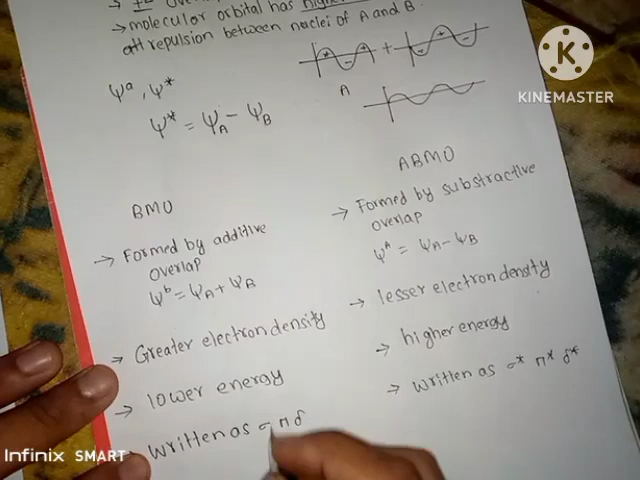 → molecular orbital has higher
att repulsion between nuclei of A and B
ψa, ψ*
ψ* = ψA - ψB
+
A
K
KINEMASTER
BMO
→ Formed by additive
overlap
ψb = ψA + ψB
→ Greater electron density
→ lower energy
→ written as σ π δ
ABMO
→ Formed by substractive
overlap
ψA = ψA - ψB
→ lesser electron density
→ higher energy
→ written as σ* π* δ*
Infinix SMART